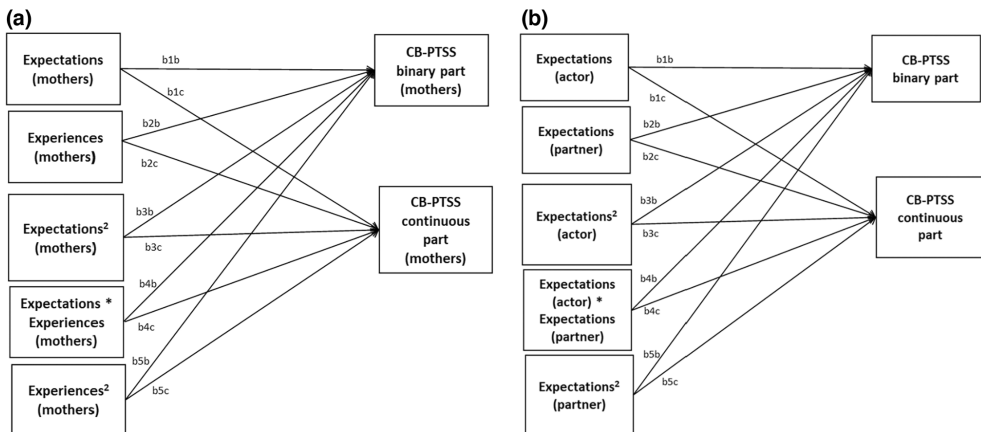 (a)
Expectations
(mothers)
Experiences
(mothers)
Expectations²
(mothers)
Expectations *
Experiences
(mothers)
Experiences²
(mothers)
b1b
b1c
b2b
b2c
b3b
b3c
b4b
b4c
b5b
b5c
CB-PTSS
binary part
(mothers)
CB-PTSS
continuous
part
(mothers)
(b)
Expectations
(actor)
Expectations
(partner)
Expectations²
(actor)
Expectations
(actor) *
Expectations
(partner)
Expectations²
(partner)
b1b
b1c
b2b
b2c
b3b
b3c
b4b
b4c
b5b
b5c
CB-PTSS
binary part
CB-PTSS
continuous
part